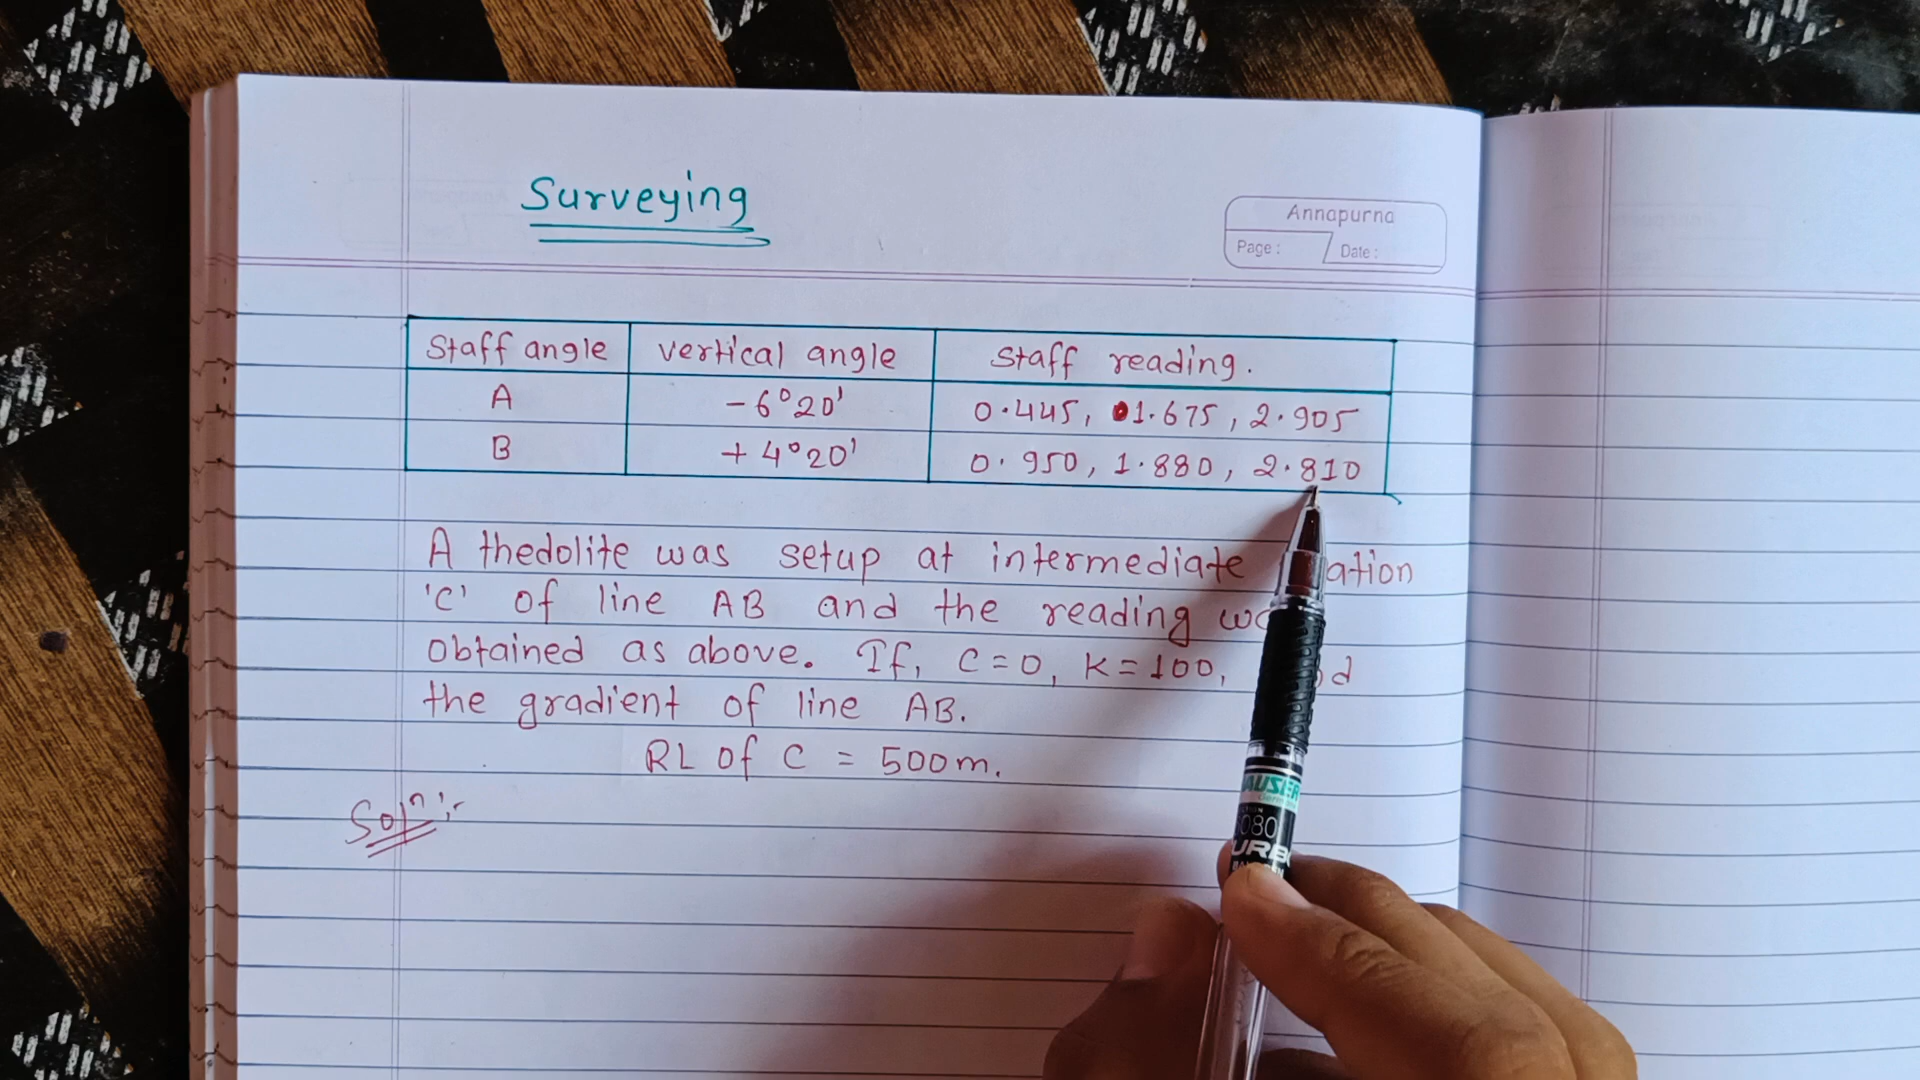 Surveying
Annapurna
Page :
Date :
Staff angle vertical angle Staff reading.
A -6°20' 0.445, 1.675, 2.905
B +4°20' 0.950, 1.880, 2.810
A thedolite was setup at intermediate
'C' of line AB and the reading
obtained as above. If, C=0, K=100,
the gradient of line AB.
RL of C = 500m.
Solⁿ:-